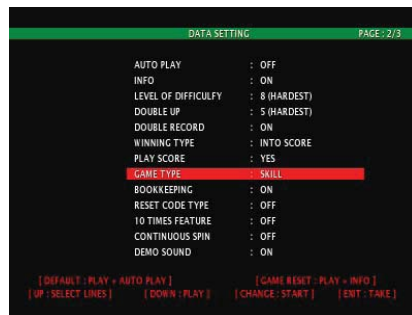 DATA SETTING PAGE : 2/3
AUTO PLAY : OFF
INFO : ON
LEVEL OF DIFFICULFY : 8 (HARDEST)
DOUBLE UP : 5 (HARDEST)
DOUBLE RECORD : ON
WINNING TYPE : INTO SCORE
PLAY SCORE : YES
GAME TYPE : SKILL
BOOKKEEPING : ON
RESET CODE TYPE : OFF
10 TIMES FEATURE : OFF
CONTINUOUS SPIN : OFF
DEMO SOUND : ON
[ DEFAULT : PLAY + AUTO PLAY ] [ GAME RESET : PLAY + INFO ]
[ UP : SELECT LINES ] [ DOWN : PLAY ] [ CHANGE : START ] [ EXIT : TAKE ]